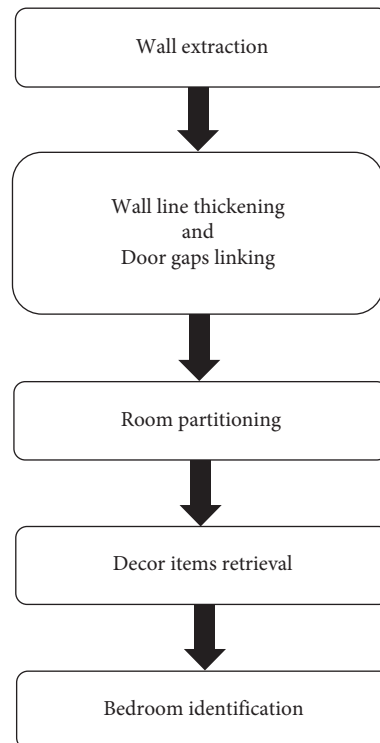 Wall extraction
Wall line thickening
and
Door gaps linking
Room partitioning
Decor items retrieval
Bedroom identification